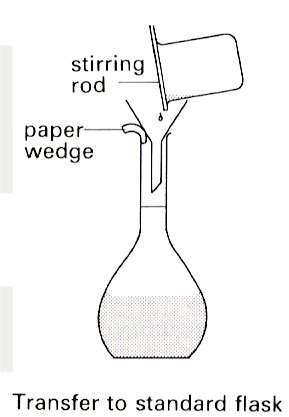 stirring
rod
paper
wedge
Transfer to standard flask